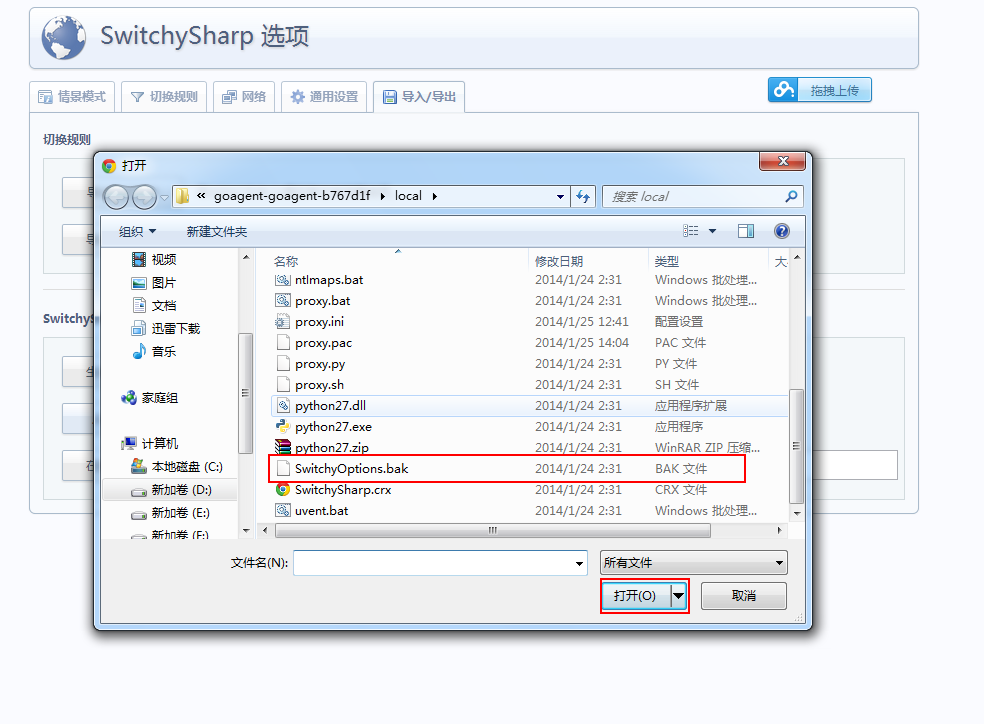 SwitchySharp 选项
情景模式 切换规则 网络 通用设置 导入/导出 拖拽上传
切换规则
打开
« goagent-goagent-b767d1f local 搜索 local
组织 新建文件夹
名称 修改日期 类型 大
视频
图片
文档
迅雷下载
音乐
家庭组
计算机
本地磁盘 (C:)
新加卷 (D:)
新加卷 (E:)
新加卷 (F:)
ntlmaps.bat 2014/1/24 2:31 Windows 批处理...
proxy.bat 2014/1/24 2:31 Windows 批处理...
proxy.ini 2014/1/25 12:41 配置设置
proxy.pac 2014/1/25 14:04 PAC 文件
proxy.py 2014/1/24 2:31 PY 文件
proxy.sh 2014/1/24 2:31 SH 文件
python27.dll 2014/1/24 2:31 应用程序扩展
python27.exe 2014/1/24 2:31 应用程序
python27.zip 2014/1/24 2:31 WinRAR ZIP 压缩...
SwitchyOptions.bak 2014/1/24 2:31 BAK 文件
SwitchySharp.crx 2014/1/24 2:31 CRX 文件
uvent.bat 2014/1/24 2:31 Windows 批处理...
SwitchyS
文件名(N): 所有文件
打开(O) 取消